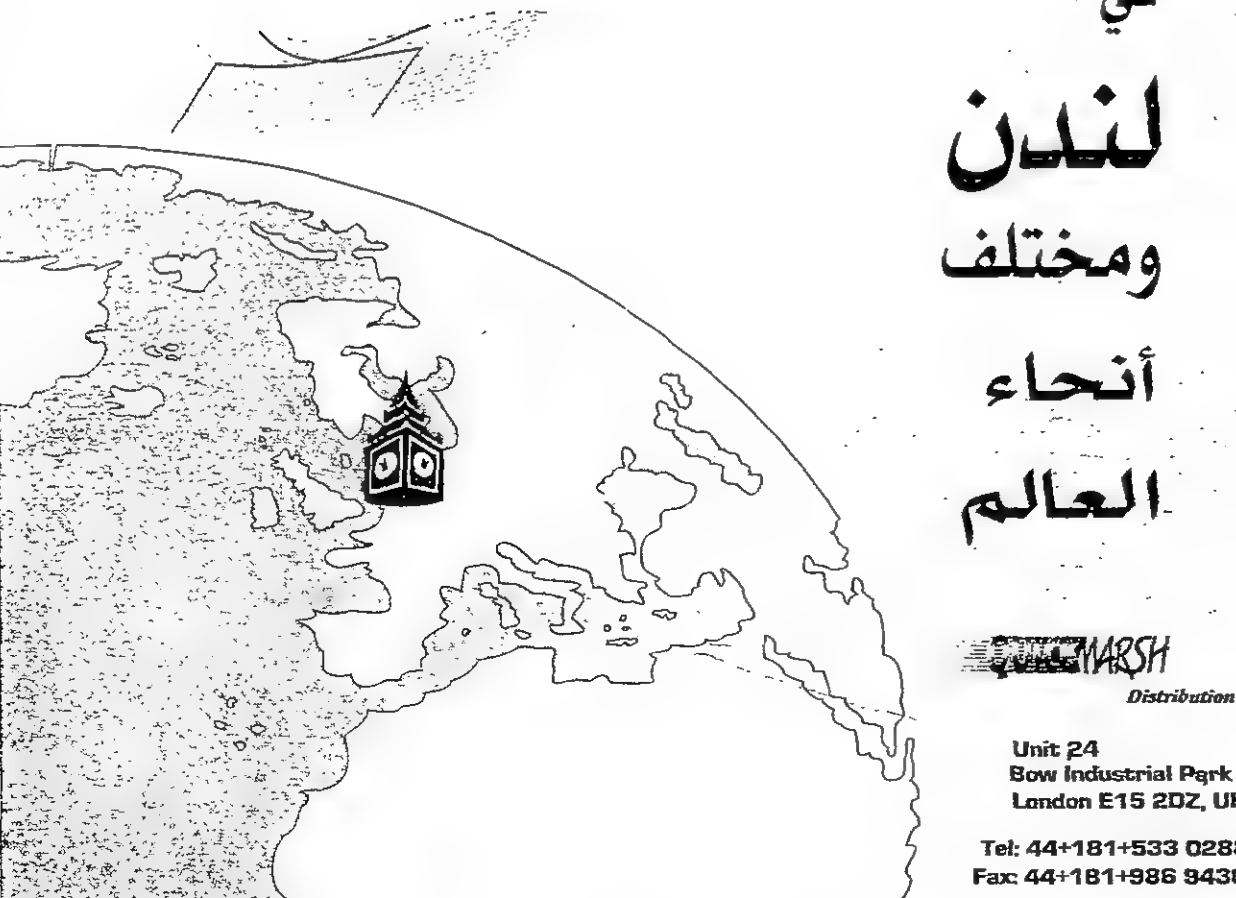 في
لندن
ومختلف
أنحاء
العالم
MARSH
Distribution
Unit 24
Bow Industrial Park
London E15 2DZ,
Tel: 44+181+533 0288
Fax: 44+181+986 9438